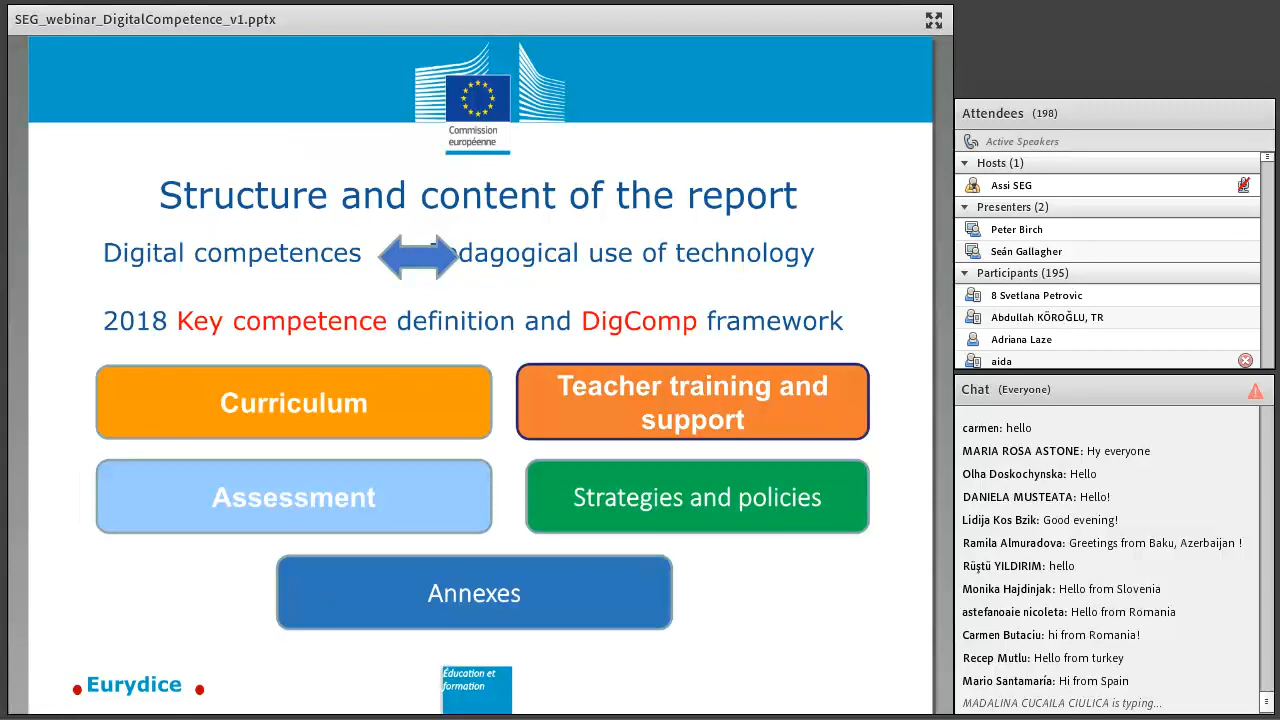 SEG_webinar_DigitalCompetence_v1.pptx
Commission
européenne
Structure and content of the report
Digital competences
dagogical use of technology
2018 Key competence definition and DigComp framework
Curriculum
Teacher training and
support
Assessment
Strategies and policies
Annexes
Eurydice
Éducation et
formation
Attendees (198)
Active Speakers
Hosts (1)
Assi SEG
Presenters (2)
Peter Birch
Seán Gallagher
Participants (195)
8 Svetlana Petrovic
Abdullah KÖROĞLU, TR
Adriana Laze
aida
Chat (Everyone)
carmen: hello
MARIA ROSA ASTONE: Hy everyone
Olha Doskochynska: Hello
DANIELA MUSTEATA: Hello!
Lidija Kos Bzik: Good evening!
Ramila Almuradova: Greetings from Baku, Azerbaijan !
Rüştü YILDIRIM: hello
Monika Hajdinjak: Hello from Slovenia
astefanoaie nicoleta: Hello from Romania
Carmen Butaciu: hi from Romania!
Recep Mutlu: Hello from turkey
Mario Santamaría: Hi from Spain
MADALINA CUCAILA CIULICA is typing...